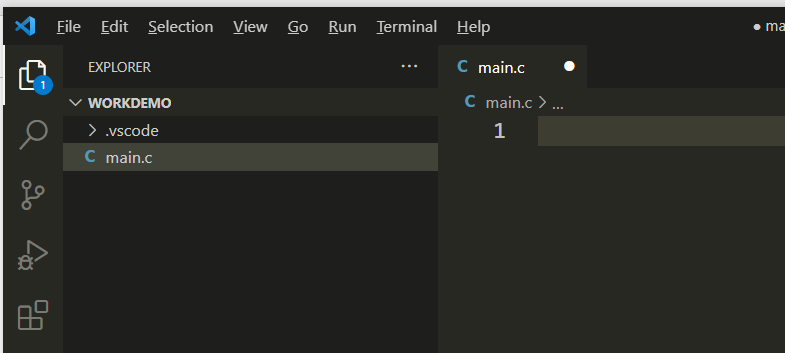 File Edit Selection View Go Run Terminal Help ● ma
EXPLORER ... C main.c ●
1
WORKDEMO C main.c > ...
> .vscode 1
C main.c